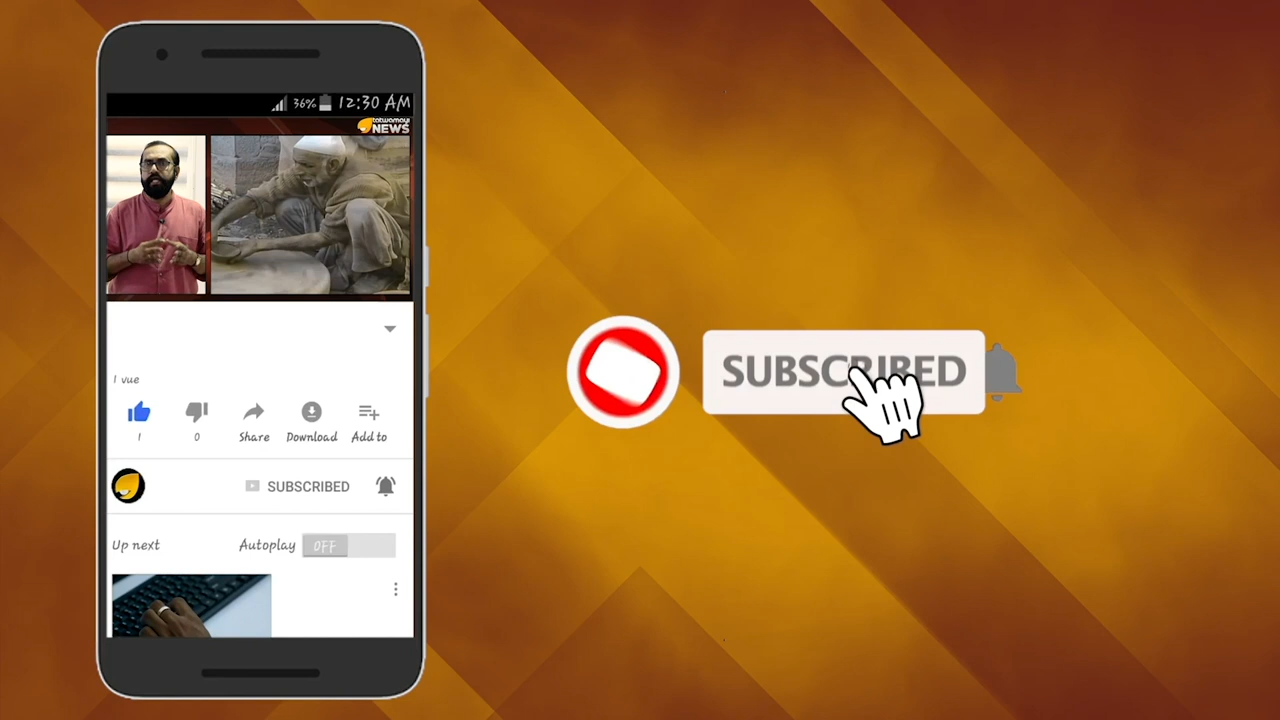 36% 12:30 AM
tatwamayi
NEWS
1 vue
1
0
Share
Download
Add to
SUBSCRIBED
Up next
Autoplay
OFF
SUBSCRIBED